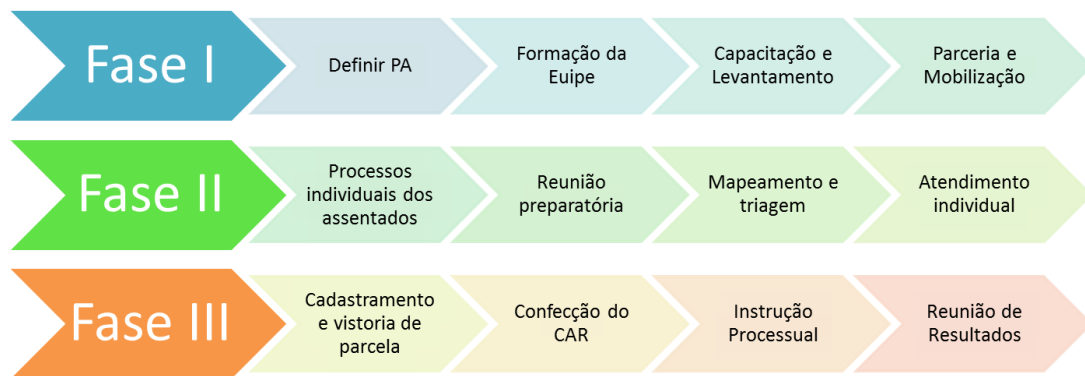 Fase I
Definir PA
Formação da
Euipe
Capacitação e
Levantamento
Parceria e
Mobilização
Fase II
Processos
individuais dos
assentados
Reunião
preparatória
Mapeamento e
triagem
Atendimento
individual
Fase III
Cadastramento
e vistoria de
parcela
Confecção do
CAR
Instrução
Processual
Reunião de
Resultados